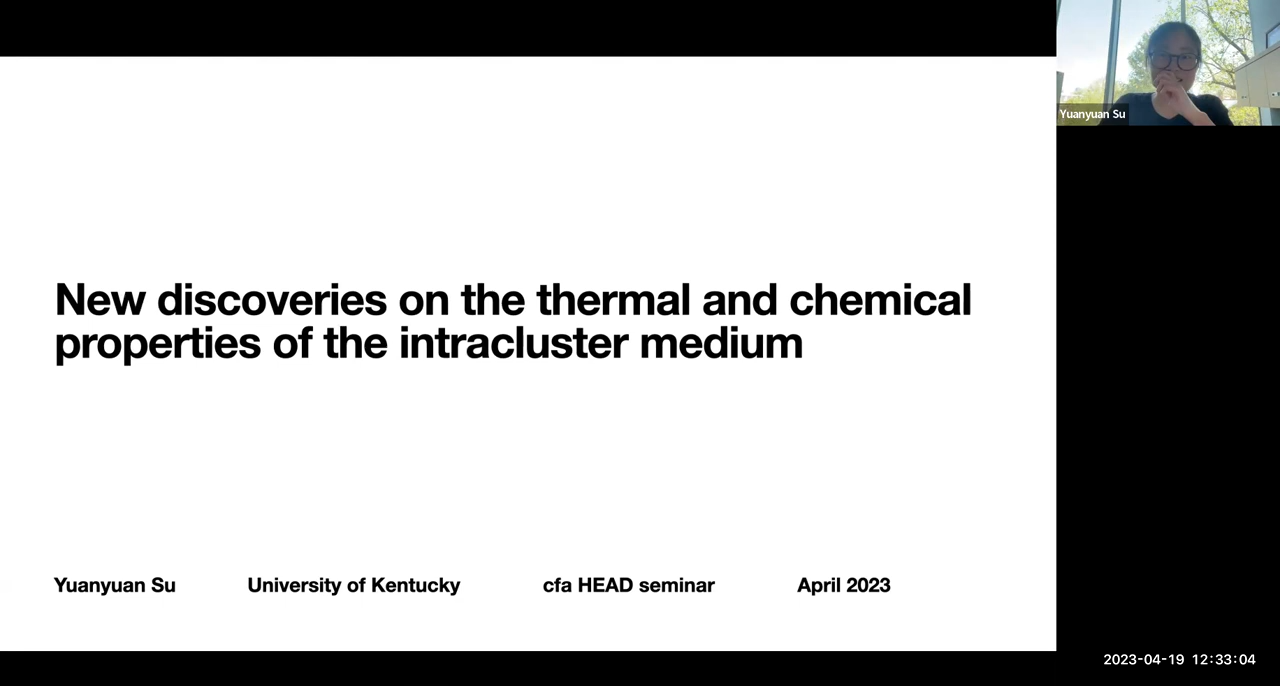 Yuanyuan Su
New discoveries on the thermal and chemical
properties of the intracluster medium
Yuanyuan Su University of Kentucky cfa HEAD seminar April 2023
2023-04-19 12:33:04